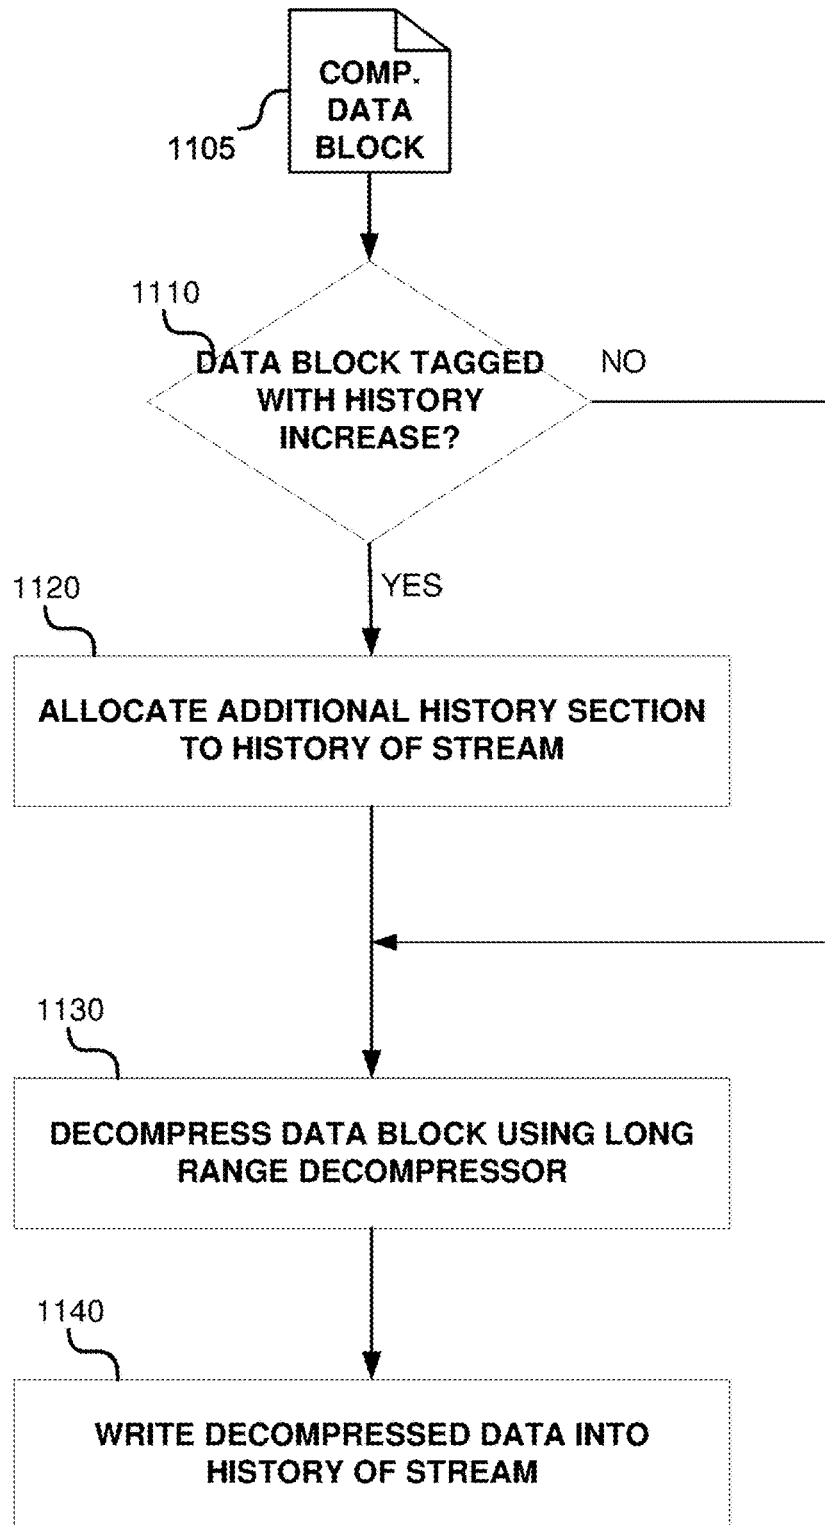 COMP.
DATA
BLOCK
1105
1110
DATA BLOCK TAGGED
WITH HISTORY
INCREASE?
NO
YES
1120
ALLOCATE ADDITIONAL HISTORY SECTION
TO HISTORY OF STREAM
1130
DECOMPRESS DATA BLOCK USING LONG
RANGE DECOMPRESSOR
1140
WRITE DECOMPRESSED DATA INTO
HISTORY OF STREAM